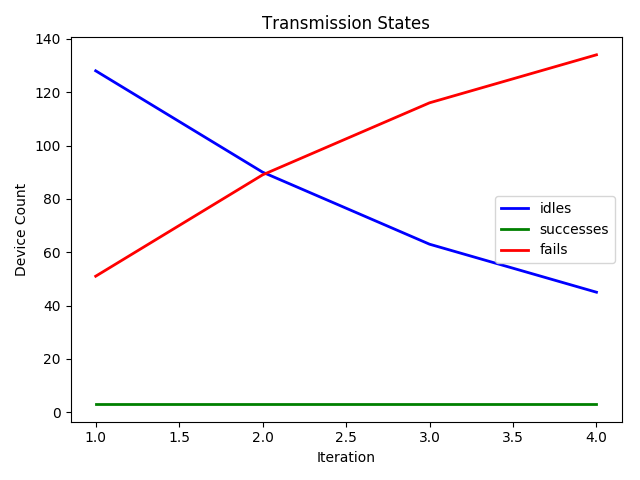 Transmission States
Device Count
140
120
100
80
60
40
20
0
idles
successes
fails
1.0 1.5 2.0 2.5 3.0 3.5 4.0
Iteration